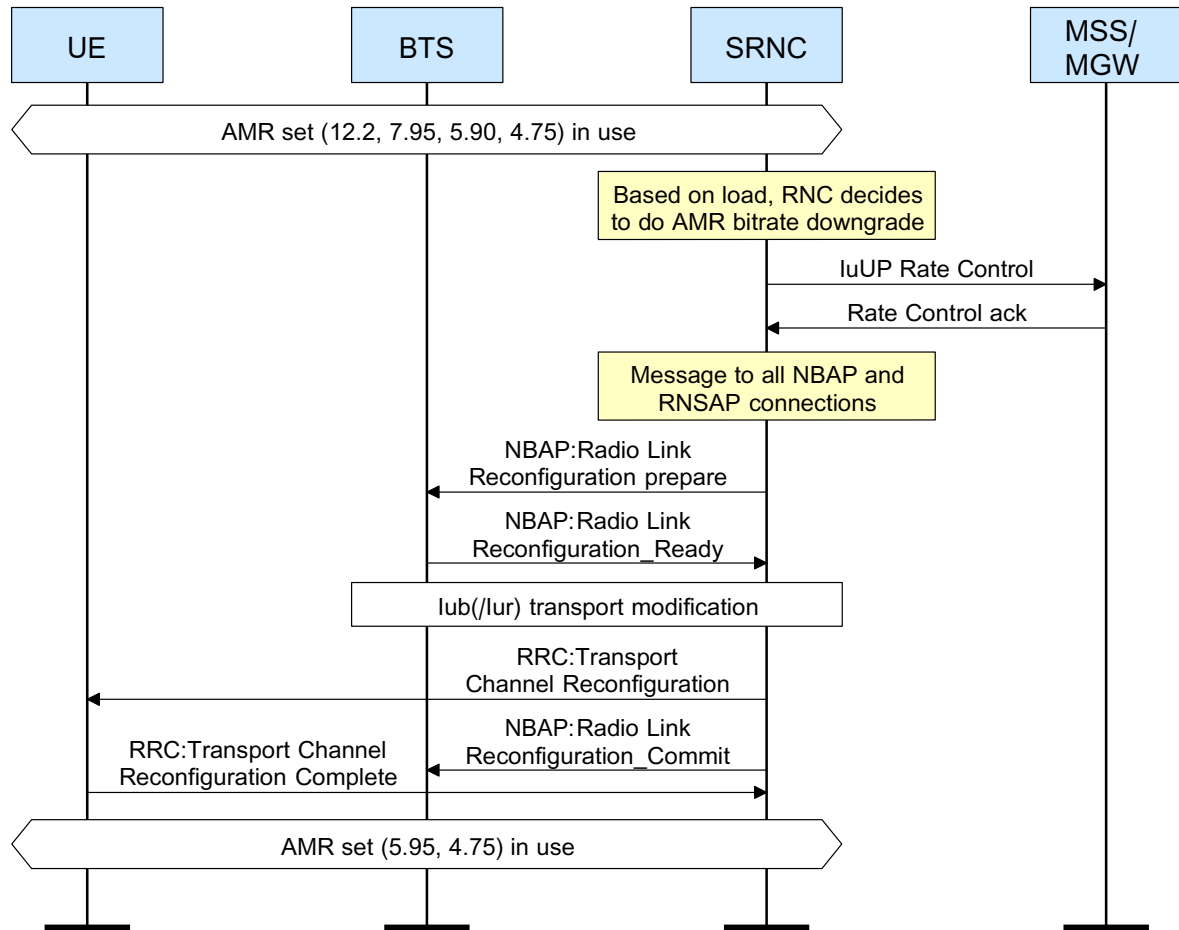 UE
BTS
SRNC
MSS/
MGW
AMR set (12.2, 7.95, 5.90, 4.75) in use
Based on load, RNC decides
to do AMR bitrate downgrade
IuUP Rate Control
Rate Control ack
Message to all NBAP and
RNSAP connections
NBAP:Radio Link
Reconfiguration prepare
NBAP:Radio Link
Reconfiguration_Ready
Iub(/Iur) transport modification
RRC:Transport
Channel Reconfiguration
NBAP:Radio Link
Reconfiguration_Commit
RRC:Transport Channel
Reconfiguration Complete
AMR set (5.95, 4.75) in use